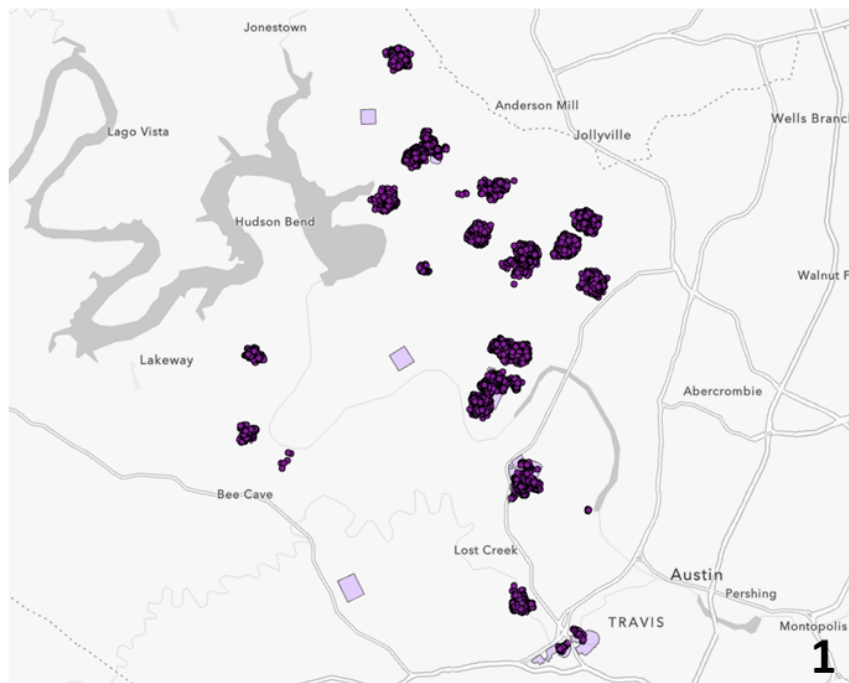 Jonestown
Anderson Mill
Lago Vista
Wells Branc
Jollyville
Hudson Bend
Walnut F
Lakeway
Abercrombie
Bee Cave
Lost Creek
Austin
Pershing
TRAVIS
Montopolis
1